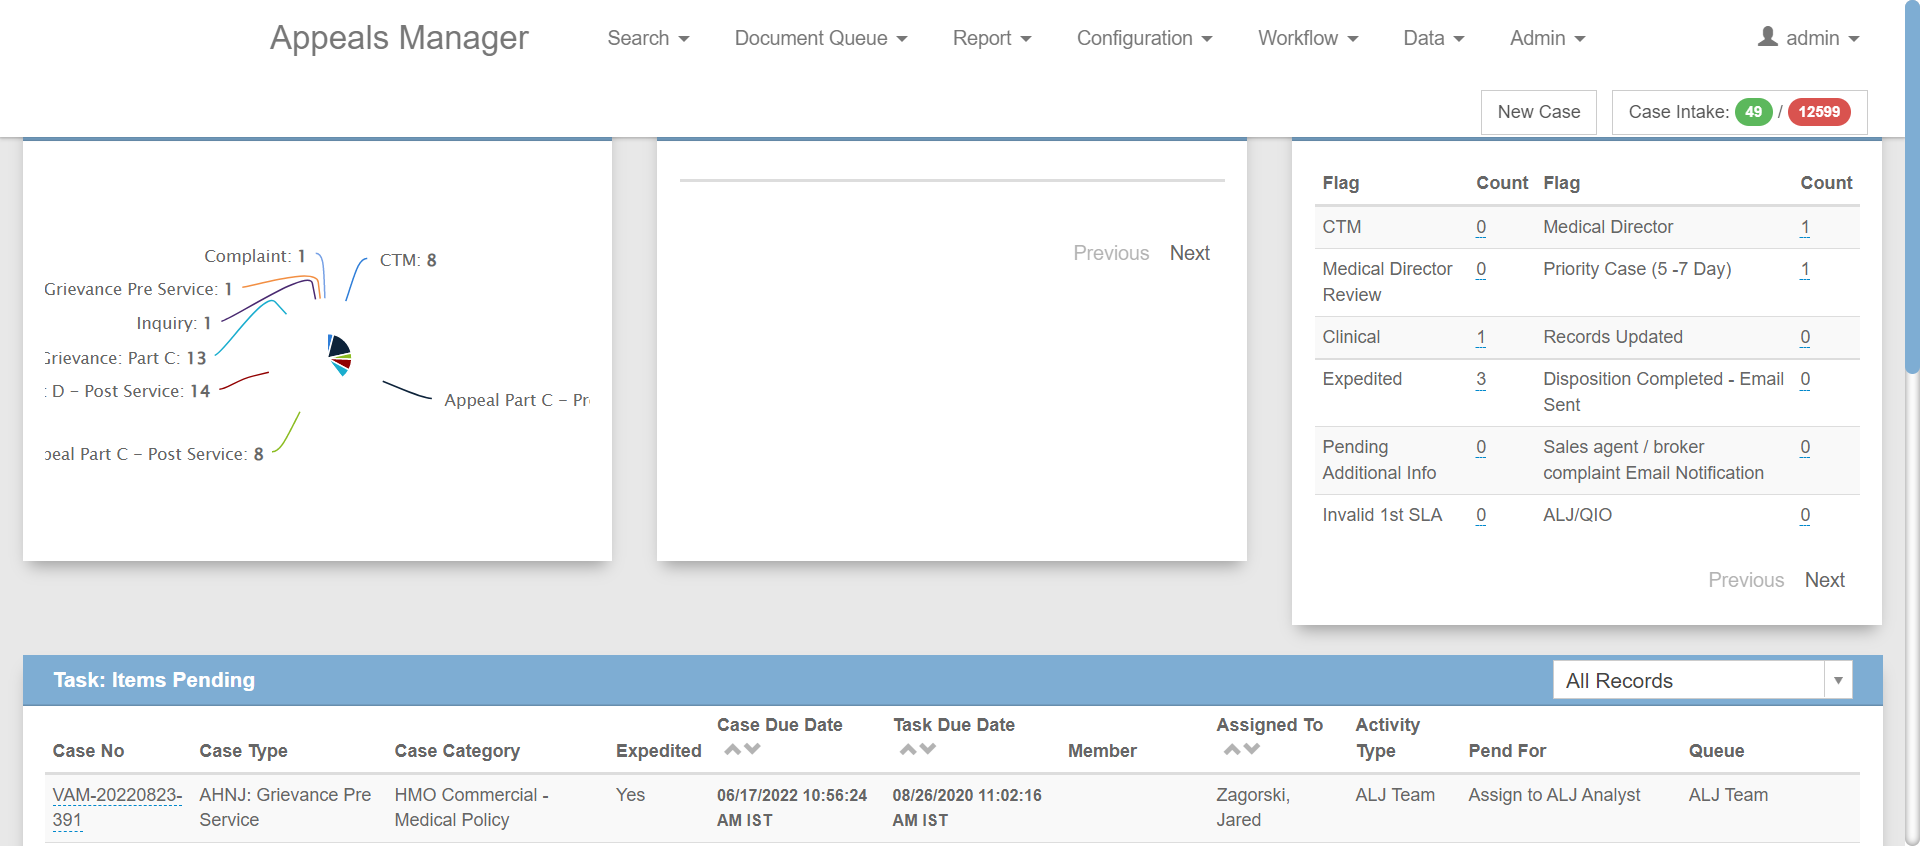 Appeals Manager
Search
Document Queue
Report
Configuration
Workflow
Data
Admin
admin
New Case
Case Intake: 49 / 12599
Complaint: 1
CTM: 8
Grievance Pre Service: 1
Inquiry: 1
Grievance: Part C: 13
D - Post Service: 14
Appeal Part C - Pr
peal Part C - Post Service: 8
Previous Next
Flag Count Flag Count
CTM 0 Medical Director 1
Medical Director Review 0 Priority Case (5 -7 Day) 1
Clinical 1 Records Updated 0
Expedited 3 Disposition Completed - Email Sent 0
Pending Additional Info 0 Sales agent / broker complaint Email Notification 0
Invalid 1st SLA 0 ALJ/QIO 0
Previous Next
Task: Items Pending
All Records
Case No Case Type Case Category Expedited Case Due Date Task Due Date Member Assigned To Activity Type Pend For Queue
VAM-20220823-391 AHNJ: Grievance Pre Service HMO Commercial - Medical Policy Yes 06/17/2022 10:56:24 AM IST 08/26/2020 11:02:16 AM IST Zagorski, Jared ALJ Team Assign to ALJ Analyst ALJ Team